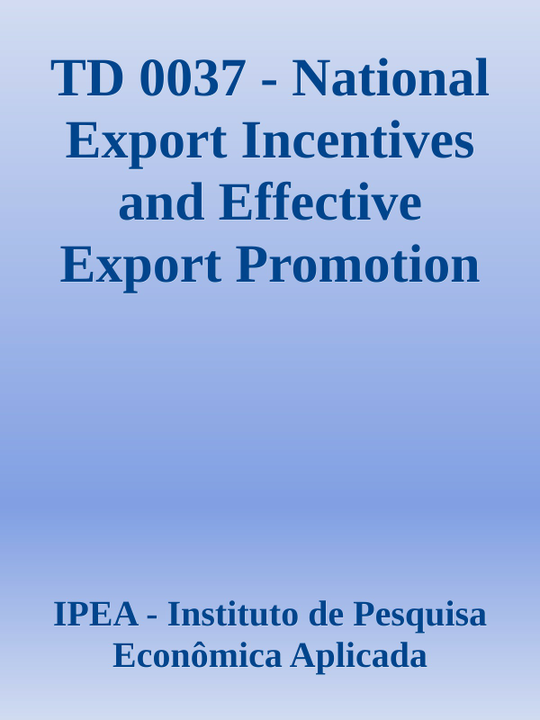 TD 0037 - National
Export Incentives
and Effective
Export Promotion
IPEA - Instituto de Pesquisa
Econômica Aplicada